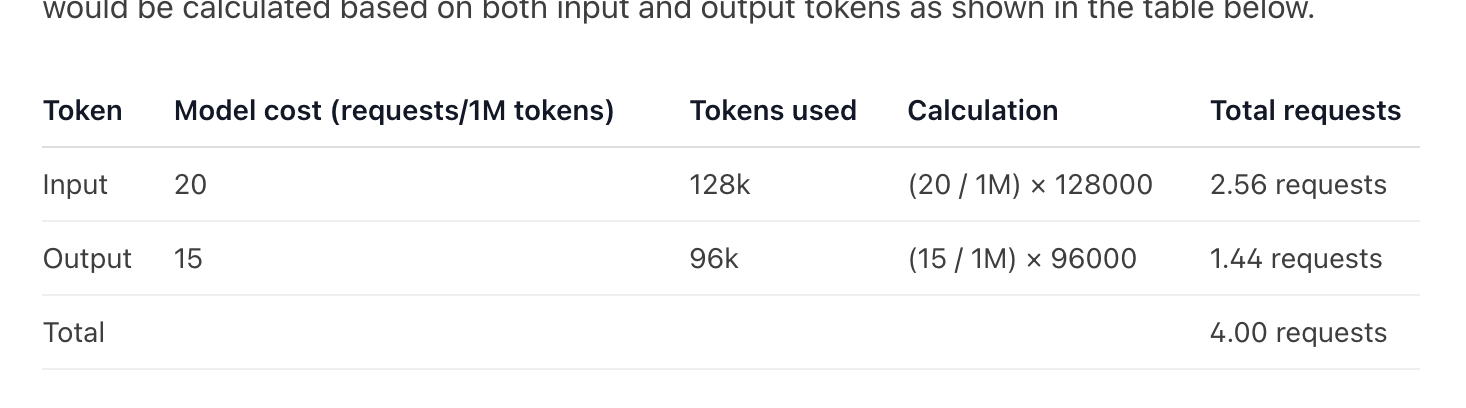 would be calculated based on both input and output tokens as shown in the table below.
Token Model cost (requests/1M tokens) Tokens used Calculation Total requests
Input 20 128k (20 / 1M) × 128000 2.56 requests
Output 15 96k (15 / 1M) × 96000 1.44 requests
Total 4.00 requests